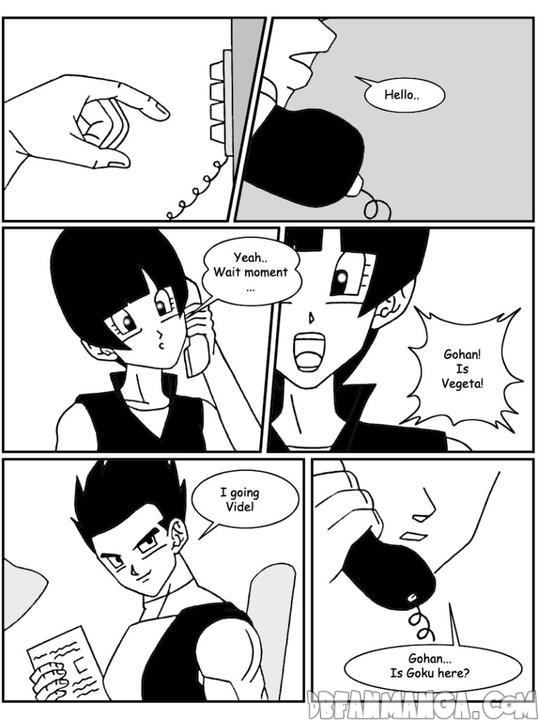 Hello..
Yeah..
Wait moment
...
Gohan!
Is
Vegeta!
I going
Videl
Gohan...
Is Goku here?
DBFANMANGA.COM